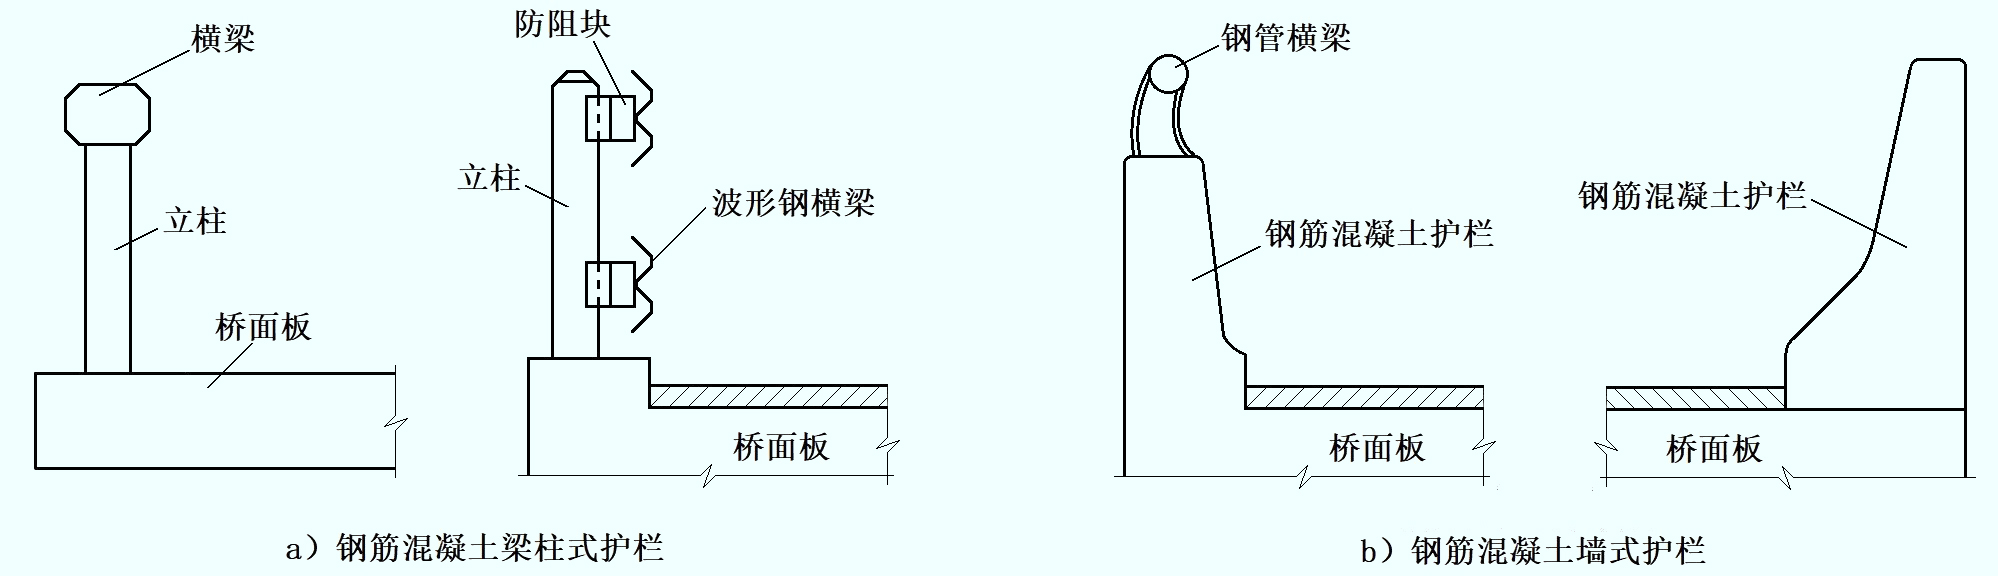 横梁
立柱
桥面板
防阻块
立柱
波形钢横梁
桥面板
a）钢筋混凝土梁柱式护栏
钢管横梁
钢筋混凝土护栏
桥面板
钢筋混凝土护栏
桥面板
b）钢筋混凝土墙式护栏